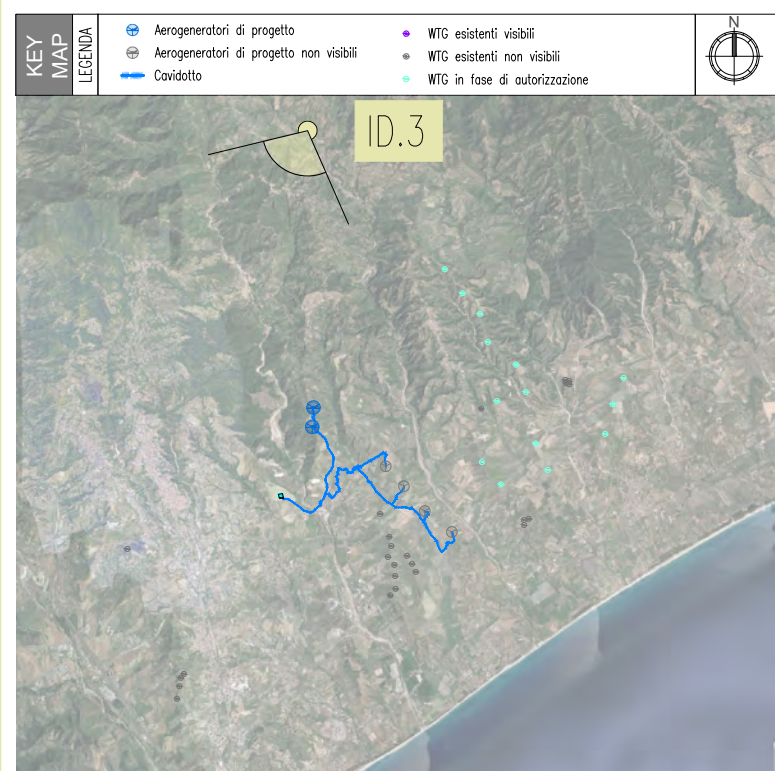 KEY
MAP
LEGENDA
Aerogeneratori di progetto
Aerogeneratori di progetto non visibili
Cavidotto
WTG esistenti visibili
WTG esistenti non visibili
WTG in fase di autorizzazione
N
ID.3